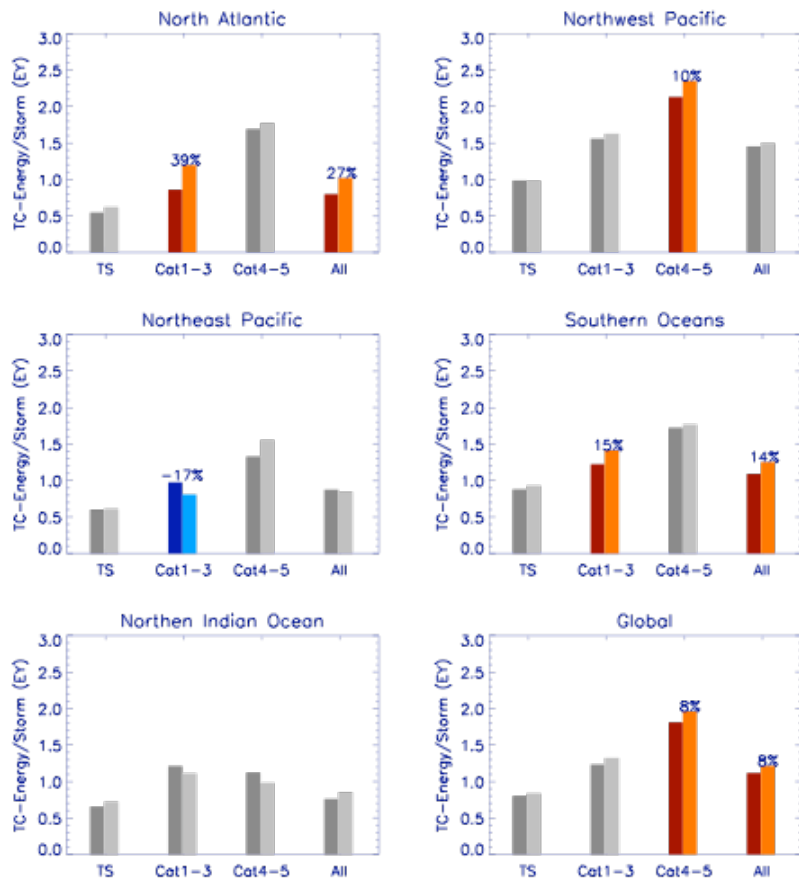 North Atlantic
TC-Energy/Storm (EY)
3.0
2.5
2.0
1.5
1.0
0.5
0.0
39%
27%
TS Cat1-3 Cat4-5 All
Northwest Pacific
TC-Energy/Storm (EY)
3.0
2.5
2.0
1.5
1.0
0.5
0.0
10%
TS Cat1-3 Cat4-5 All
Northeast Pacific
TC-Energy/Storm (EY)
3.0
2.5
2.0
1.5
1.0
0.5
0.0
-17%
TS Cat1-3 Cat4-5 All
Southern Oceans
TC-Energy/Storm (EY)
3.0
2.5
2.0
1.5
1.0
0.5
0.0
15%
14%
TS Cat1-3 Cat4-5 All
Northen Indian Ocean
TC-Energy/Storm (EY)
3.0
2.5
2.0
1.5
1.0
0.5
0.0
TS Cat1-3 Cat4-5 All
Global
TC-Energy/Storm (EY)
3.0
2.5
2.0
1.5
1.0
0.5
0.0
8%
8%
TS Cat1-3 Cat4-5 All